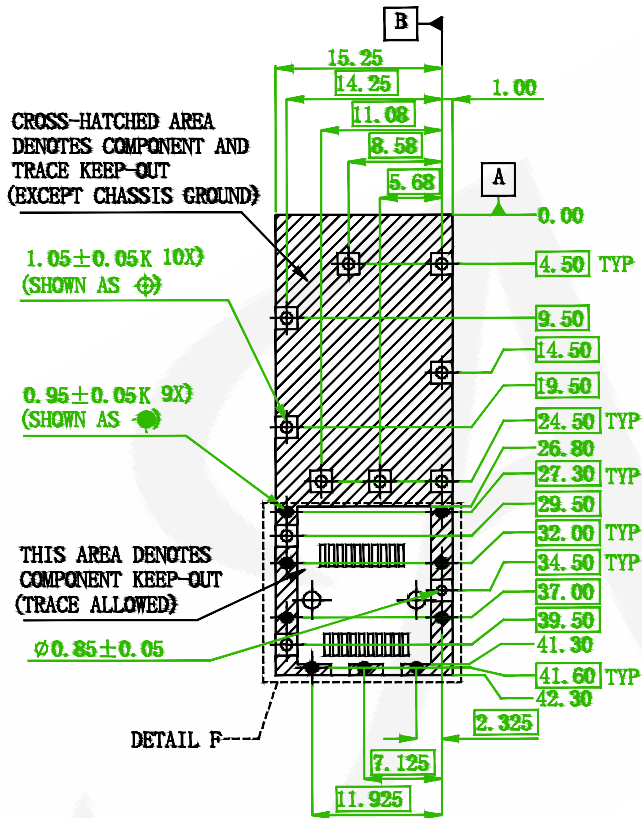 B
15.25
14.25
1.00
11.08
8.58
5.68
CROSS-HATCHED AREA
DENOTES COMPONENT AND
TRACE KEEP-OUT
(EXCEPT CHASSIS GROUND)
A
0.00
1.05±0.05K 10X)
(SHOWN AS )
4.50 TYP
9.50
14.50
19.50
0.95±0.05K 9X)
(SHOWN AS )
24.50 TYP
26.80
27.30 TYP
29.50
32.00 TYP
THIS AREA DENOTES
COMPONENT KEEP-OUT
(TRACE ALLOWED)
34.50 TYP
37.00
39.50
Ø0.85±0.05
41.30
41.60 TYP
42.30
2.325
DETAIL F
7.125
11.925